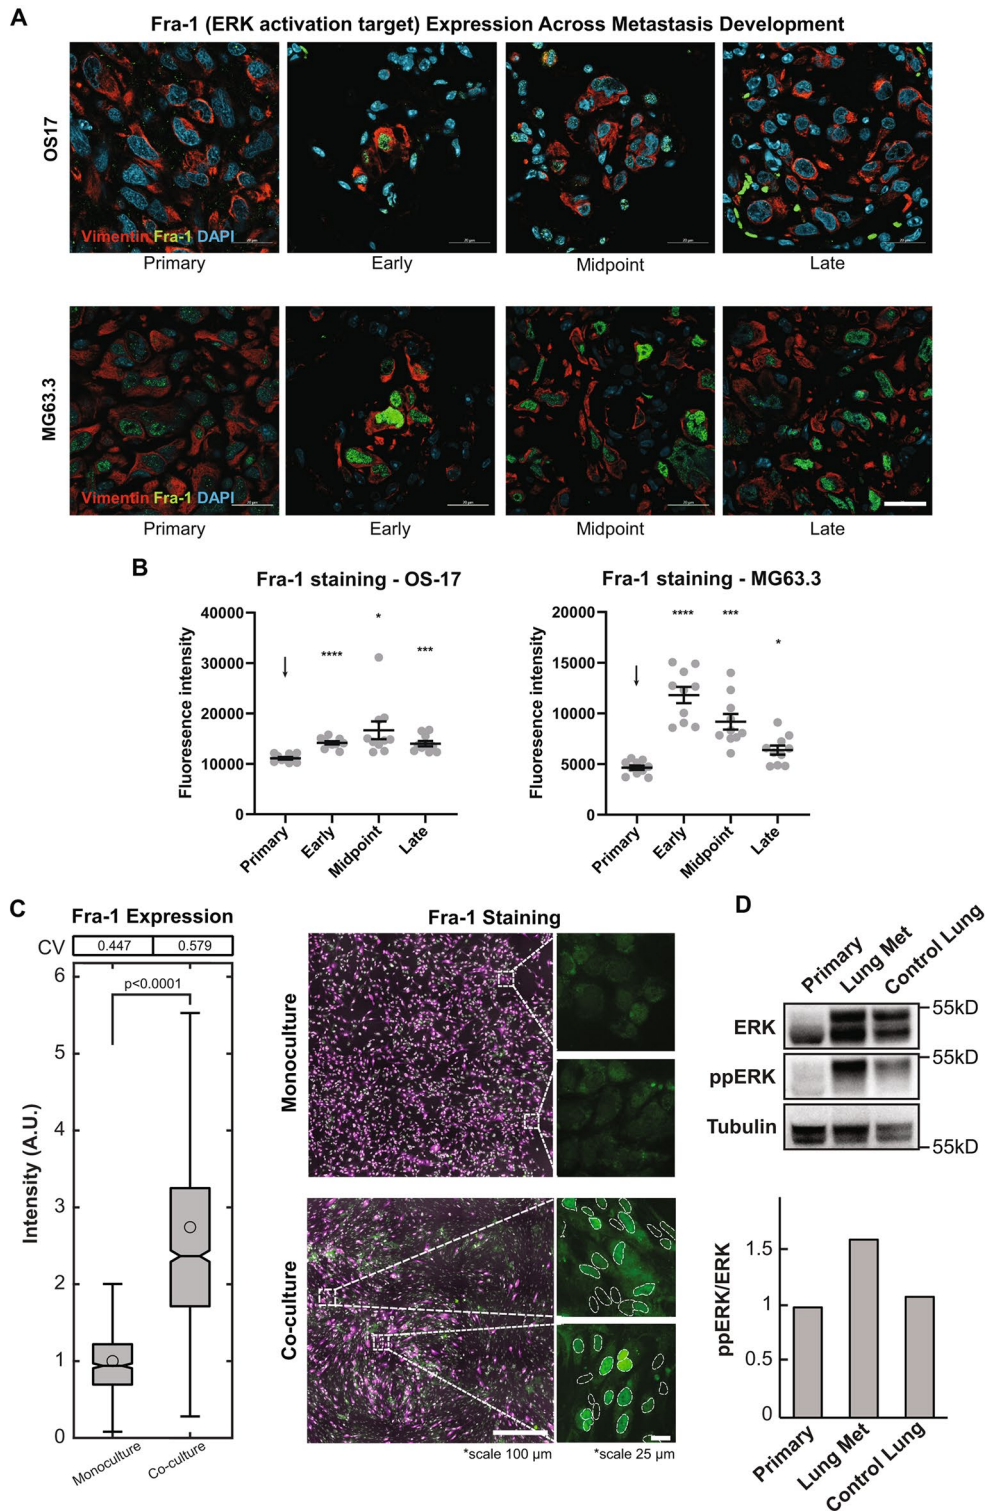 A
Fra-1 (ERK activation target) Expression Across Metastasis Development
OS17
Vimentin Fra-1 DAPI
Primary
Early
Midpoint
Late
MG63.3
Vimentin Fra-1 DAPI
Primary
Early
Midpoint
Late
B
Fra-1 staining - OS-17
Fluoresence intensity
40000
30000
20000
10000
0
****
*
***
Primary
Early
Midpoint
Late
Fra-1 staining - MG63.3
Fluoresence intensity
20000
15000
10000
5000
0
****
***
*
Primary
Early
Midpoint
Late
C
Fra-1 Expression
CV 0.447 0.579
p<0.0001
Intensity (A.U.)
6
5
4
3
2
1
0
Monoculture
Co-culture
Fra-1 Staining
Monoculture
Co-culture
*scale 100 µm
*scale 25 µm
D
Primary
Lung Met
Control Lung
ERK
55kD
ppERK
55kD
Tubulin
55kD
ppERK/ERK
1.5
1
0.5
0
Primary
Lung Met
Control Lung